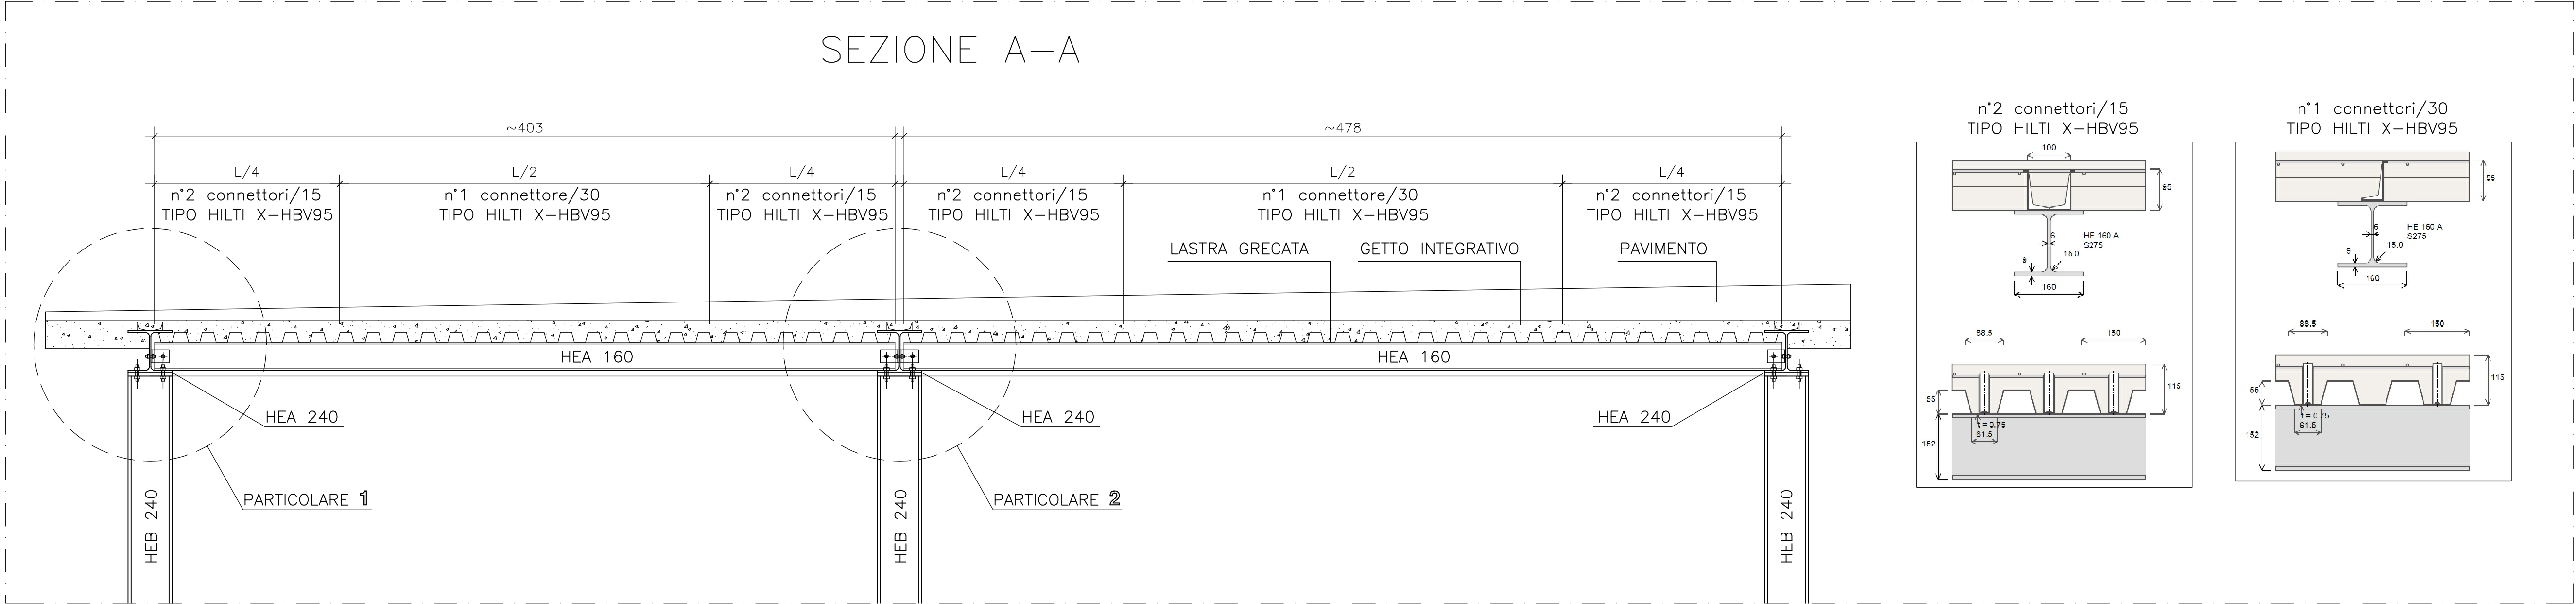 SEZIONE A-A
~403
~478
L/4
L/2
L/4
L/4
L/2
L/4
n°2 connettori/15
TIPO HILTI X-HBV95
n°1 connettore/30
TIPO HILTI X-HBV95
n°2 connettori/15
TIPO HILTI X-HBV95
n°2 connettori/15
TIPO HILTI X-HBV95
n°1 connettore/30
TIPO HILTI X-HBV95
n°2 connettori/15
TIPO HILTI X-HBV95
LASTRA GRECATA
GETTO INTEGRATIVO
PAVIMENTO
HEA 160
HEA 160
HEA 240
HEA 240
HEA 240
PARTICOLARE 1
PARTICOLARE 2
HEB 240
HEB 240
HEB 240
n°2 connettori/15
TIPO HILTI X-HBV95
100
95
6
HE 160 A
S275
15.0
9
160
88.5
150
55
115
t = 0.75
61.5
152
n°1 connettori/30
TIPO HILTI X-HBV95
95
6
HE 160 A
S275
15.0
9
160
88.5
150
55
115
t = 0.75
61.5
152